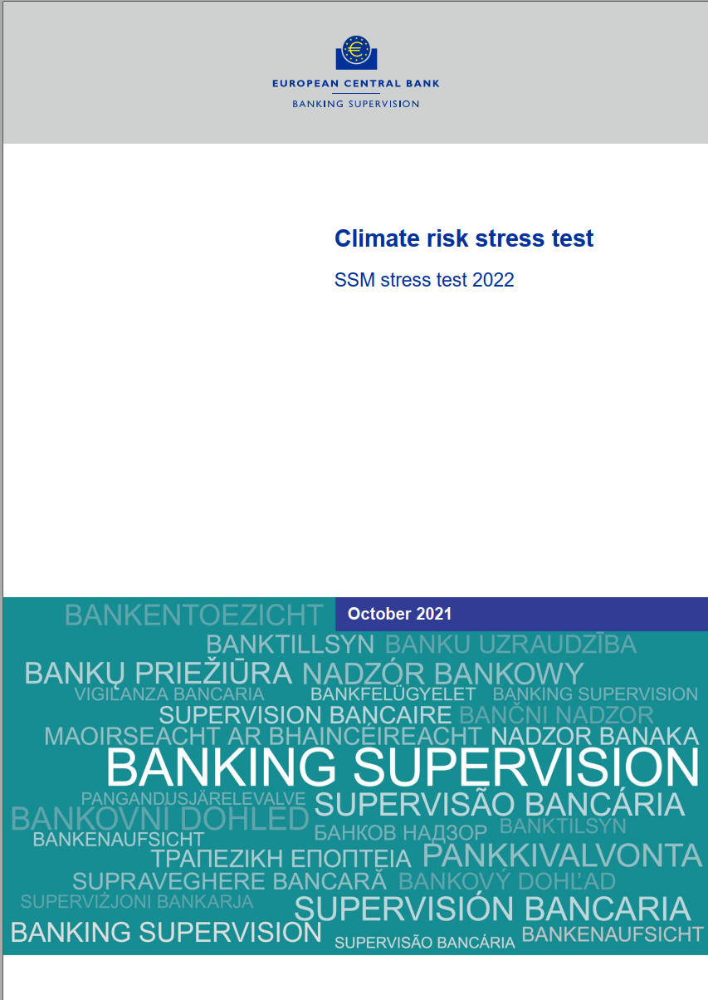 EUROPEAN CENTRAL BANK
BANKING SUPERVISION
Climate risk stress test
SSM stress test 2022
BANKENTOEZICHT
October 2021
BANKTILLSYN BANKU UZRAUDZĪBA
BANKŲ PRIEŽIŪRA NADZÓR BANKOWY
VIGILANZA BANCARIA BANKFELÜGYELET BANKING SUPERVISION
SUPERVISION BANCAIRE BANČNI NADZOR
MAOIRSEACHT AR BHAINCÉIREACHT NADZOR BANAKA
BANKING SUPERVISION
PANGANDUSJÄRELEVALVE SUPERVISÃO BANCÁRIA
BANKOVNÍ DOHLED БАНКОВ НАДЗОР BANKTILSYN
BANKENAUFSICHT
ΤΡΑΠΕΖΙΚΗ ΕΠΟΠΤΕΙΑ PANKKIVALVONTA
SUPRAVEGHERE BANCARĂ BANKOVÝ DOHĽAD
SUPERVIŻJONI BANKARJA SUPERVISIÓN BANCARIA
BANKING SUPERVISION SUPERVISÃO BANCÁRIA BANKENAUFSICHT